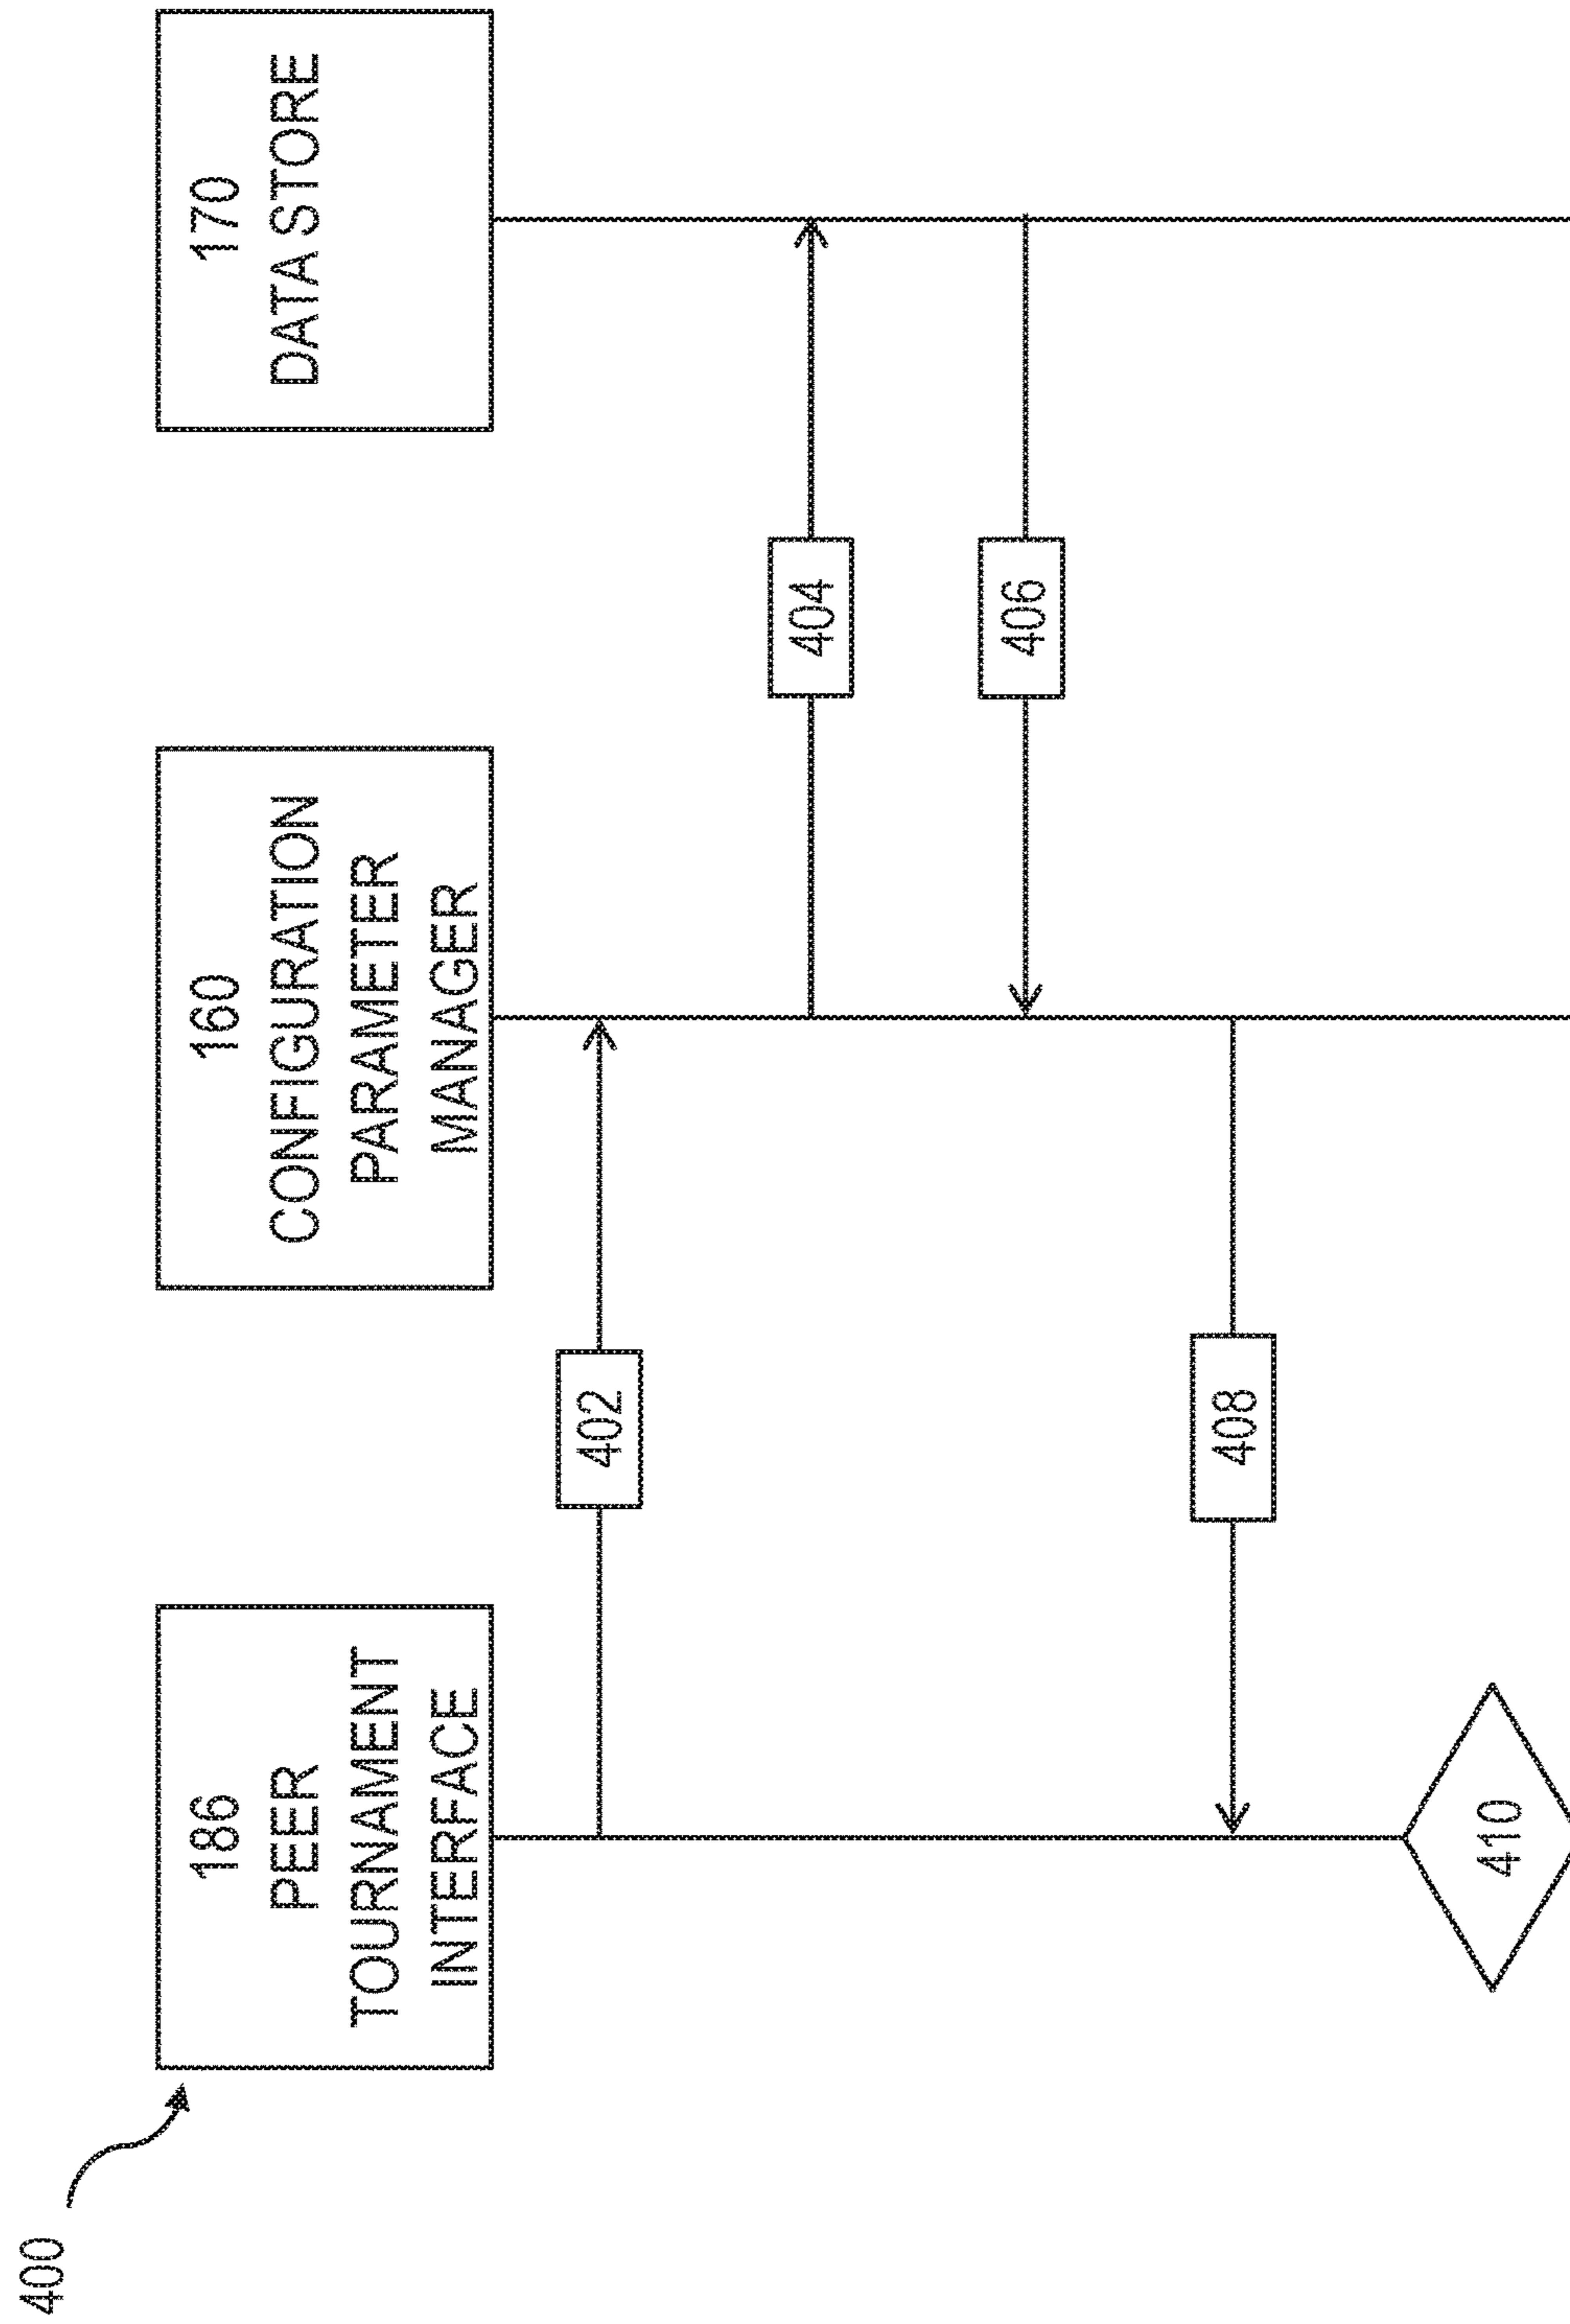 400
186
PEER
TOURNAMENT
INTERFACE
160
CONFIGURATION
PARAMETER
MANAGER
170
DATA STORE
402
404
406
408
410